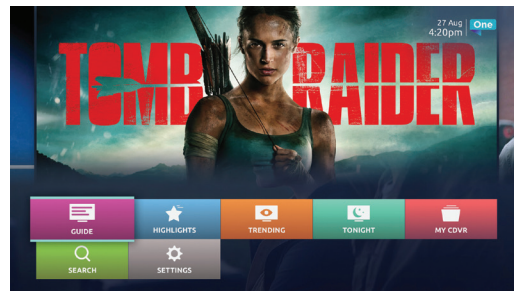 27 Aug
4:20pm
One
TOMB RAIDER
GUIDE
HIGHLIGHTS
TRENDING
TONIGHT
MY CDVR
SEARCH
SETTINGS